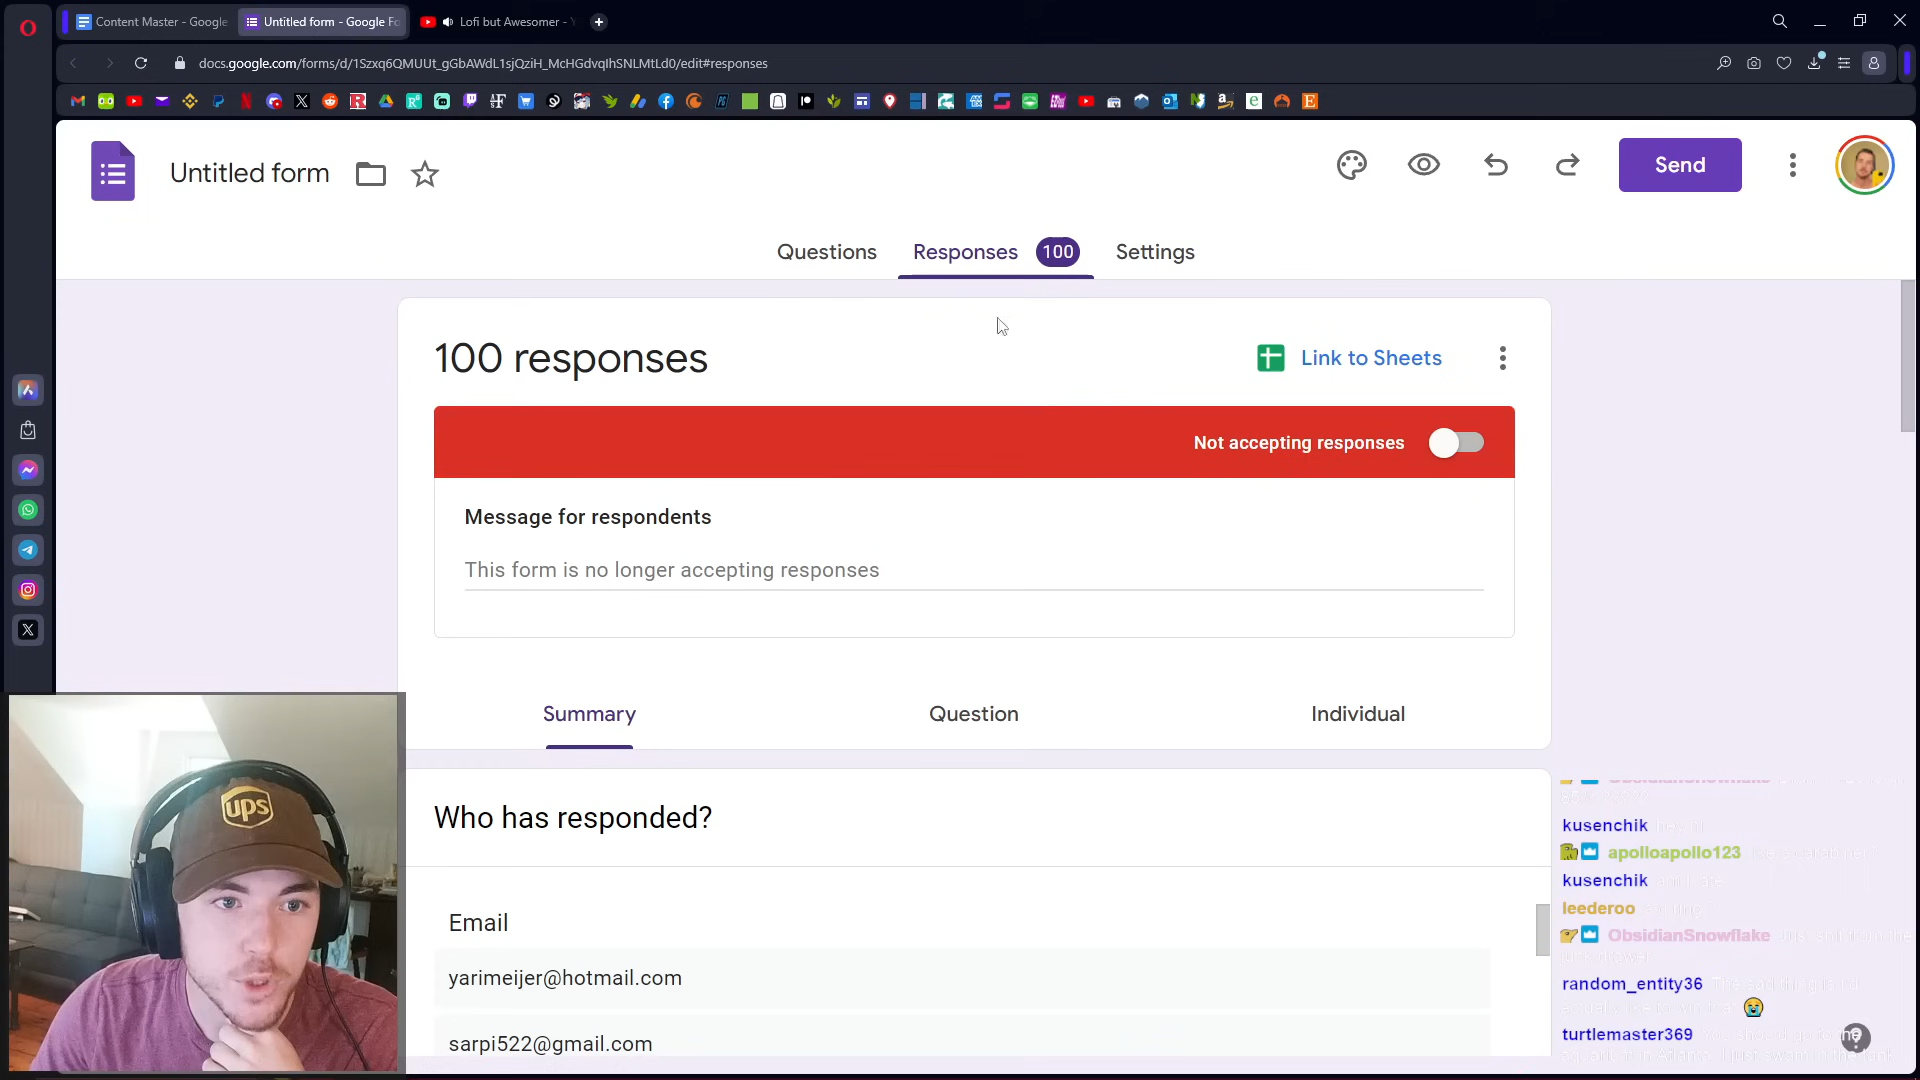 Content Master - Google
Untitled form - Google Fo
Lofi but Awesomer -
docs.google.com/forms/d/1Szxq6QMUUt_gGbAWdL1sjQziH_McHGdvqIhSNLMtLd0/edit#responses
Untitled form
Send
Questions
Responses 100
Settings
100 responses
Link to Sheets
Not accepting responses
Message for respondents
This form is no longer accepting responses
Summary
Question
Individual
Who has responded?
Email
yarimeijer@hotmail.com
sarpi522@gmail.com
ups
ObsidianSnowflake
kusenchik
apolloapollo123
kusenchik
leederoo
ObsidianSnowflake
random_entity36
turtlemaster369